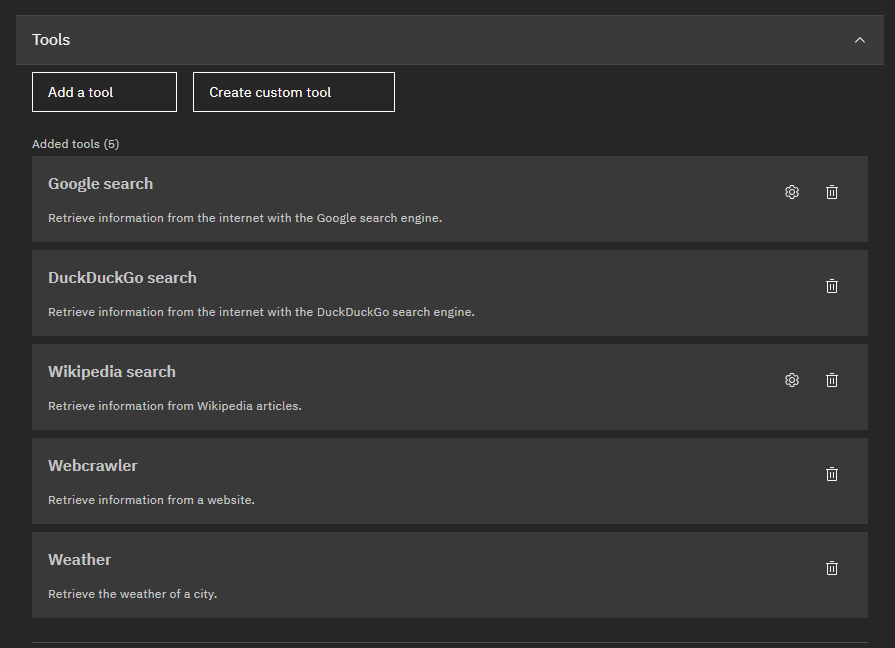 Tools
Add a tool
Create custom tool
Added tools (5)
Google search
Retrieve information from the internet with the Google search engine.
DuckDuckGo search
Retrieve information from the internet with the DuckDuckGo search engine.
Wikipedia search
Retrieve information from Wikipedia articles.
Webcrawler
Retrieve information from a website.
Weather
Retrieve the weather of a city.